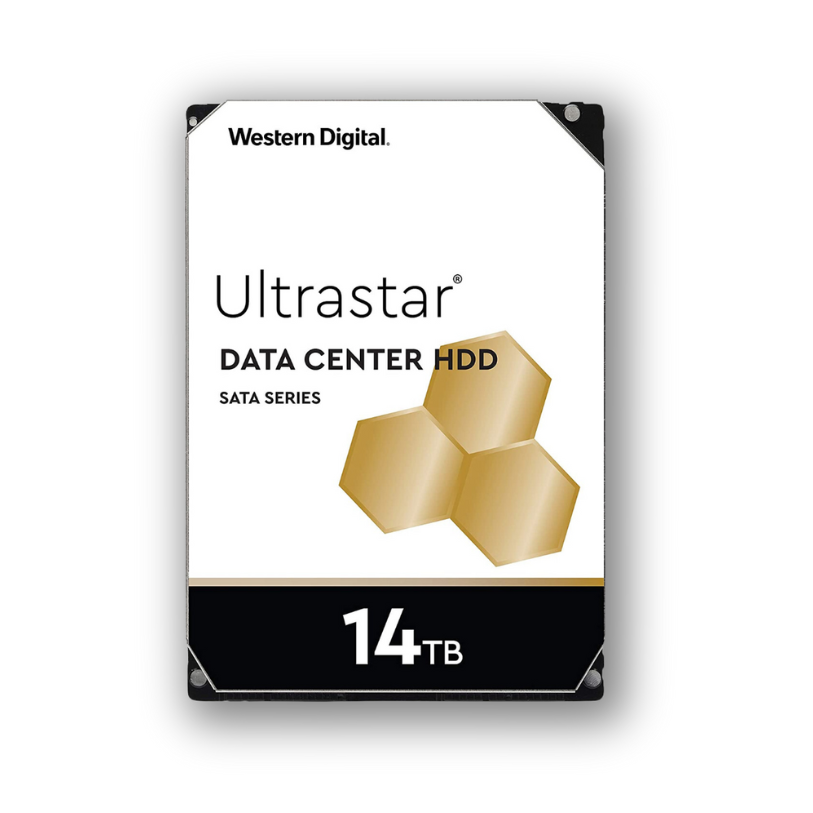 Western Digital.
Ultrastar®
DATA CENTER HDD
SATA SERIES
14TB